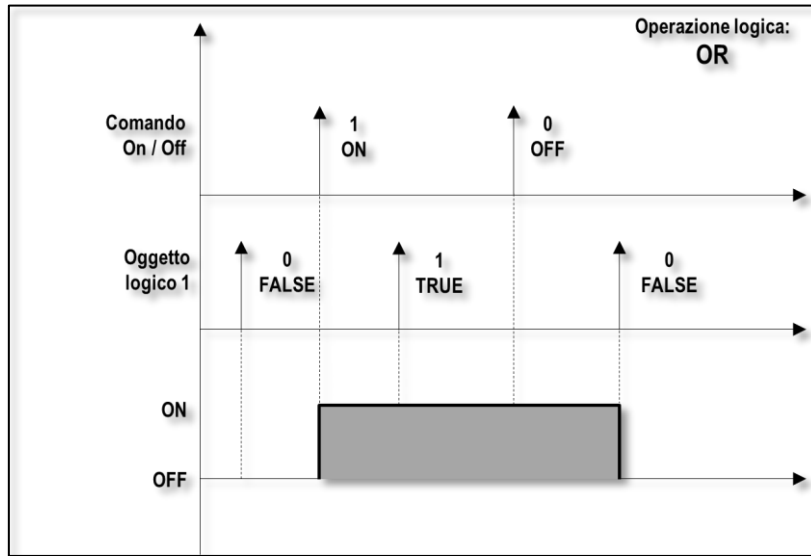 Operazione logica:
OR
Comando
On / Off
1
ON
0
OFF
Oggetto
logico 1
0
FALSE
1
TRUE
0
FALSE
ON
OFF